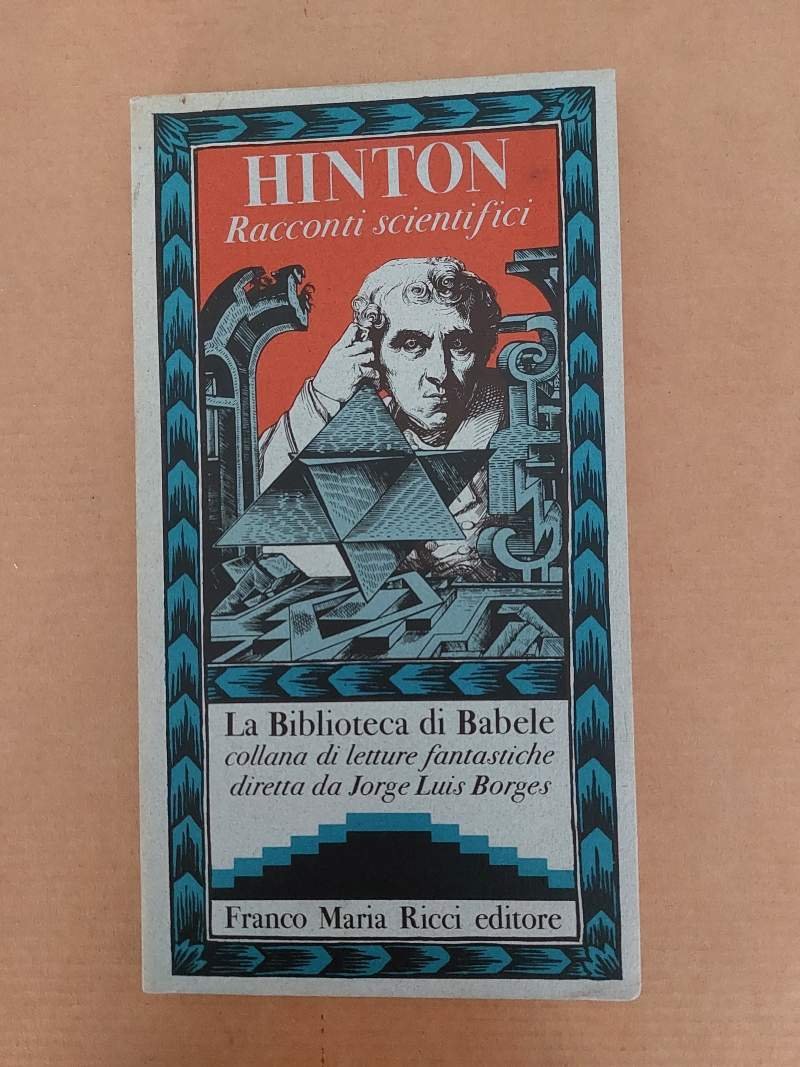 HINTON
Racconti scientifici
La Biblioteca di Babele
collana di letture fantastiche
diretta da Jorge Luis Borges
Franco Maria Ricci editore